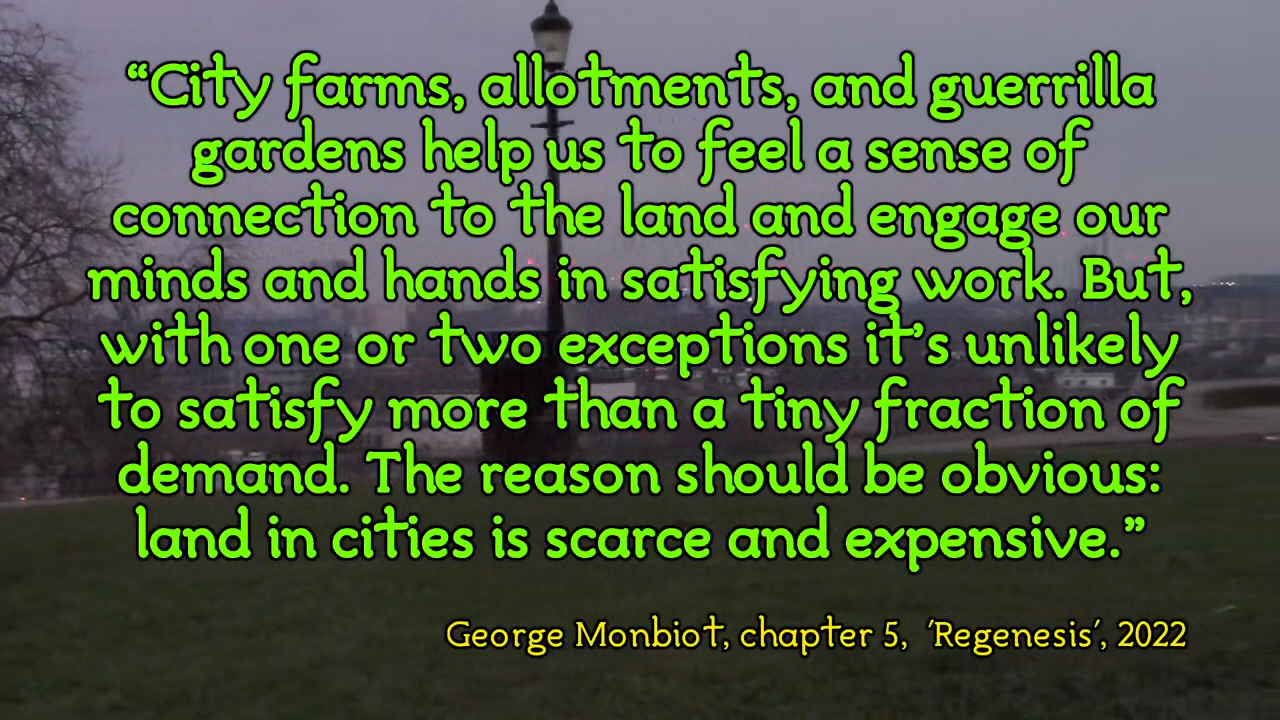 “City farms, allotments, and guerrilla
gardens help us to feel a sense of
connection to the land and engage our
minds and hands in satisfying work. But,
with one or two exceptions it’s unlikely
to satisfy more than a tiny fraction of
demand. The reason should be obvious:
land in cities is scarce and expensive.”
George Monbiot, chapter 5, 'Regenesis', 2022